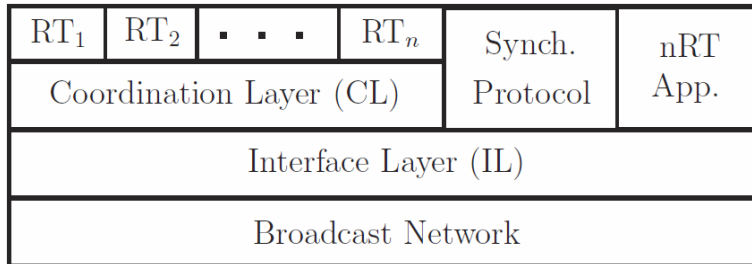 RT₁ RT₂ . . . RTₙ
Synch.
Protocol
nRT
App.
Coordination Layer (CL)
Interface Layer (IL)
Broadcast Network